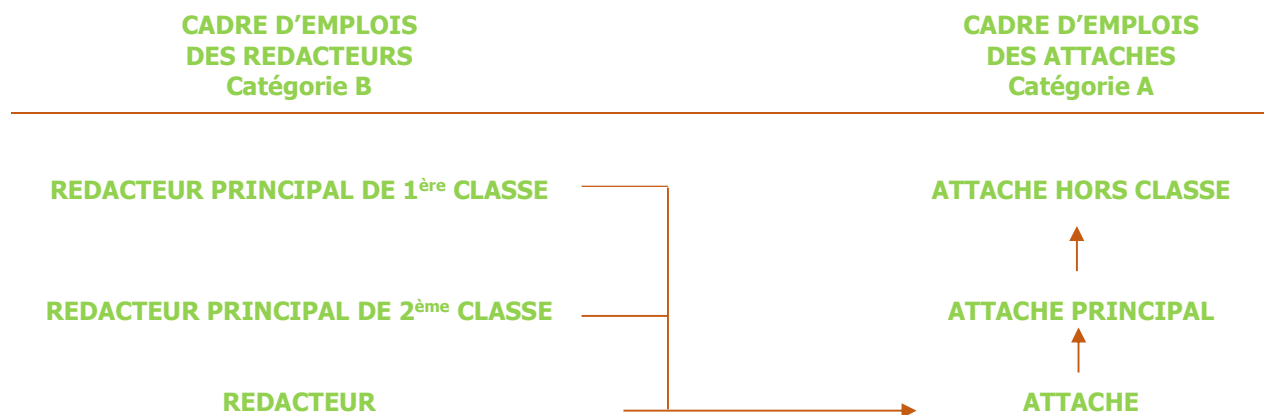 CADRE D'EMPLOIS
DES REDACTEURS
Catégorie B
CADRE D'EMPLOIS
DES ATTACHES
Catégorie A
REDACTEUR PRINCIPAL DE 1ère CLASSE
ATTACHE HORS CLASSE
REDACTEUR PRINCIPAL DE 2ème CLASSE
ATTACHE PRINCIPAL
REDACTEUR
ATTACHE